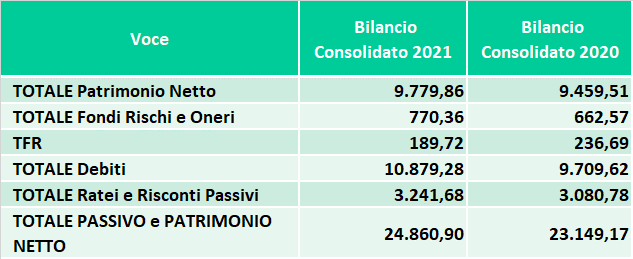 Voce Bilancio Consolidato 2021 Bilancio Consolidato 2020
TOTALE Patrimonio Netto 9.779,86 9.459,51
TOTALE Fondi Rischi e Oneri 770,36 662,57
TFR 189,72 236,69
TOTALE Debiti 10.879,28 9.709,62
TOTALE Ratei e Risconti Passivi 3.241,68 3.080,78
TOTALE PASSIVO e PATRIMONIO NETTO 24.860,90 23.149,17